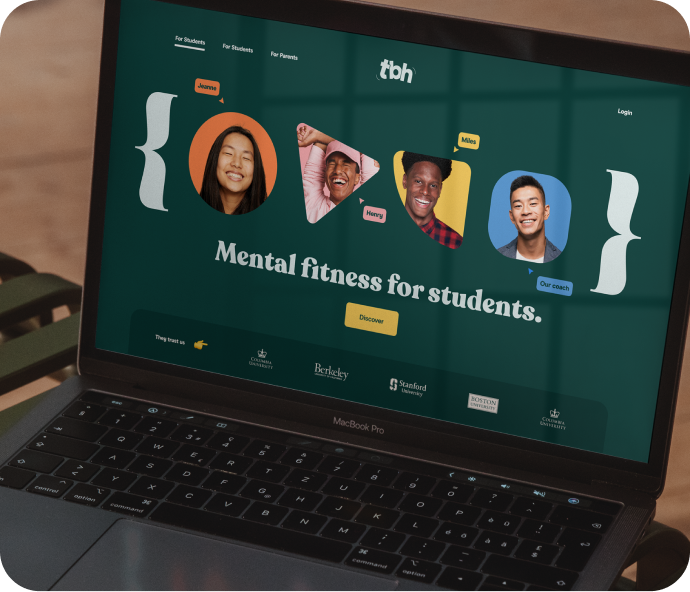 For Students
For Students
For Parents
tbh
Login
Jeanne
Miles
Henry
Our coach
Mental fitness for students.
Discover
They trust us
COLUMBIA UNIVERSITY
Berkeley
Stanford
University
BOSTON
UNIVERSITY
COLUMBIA
UNIVERSITY
MacBook Pro
Q W E R T Y U I O P
A S D F G H J K L
Z X C V B N M
control option command
command option